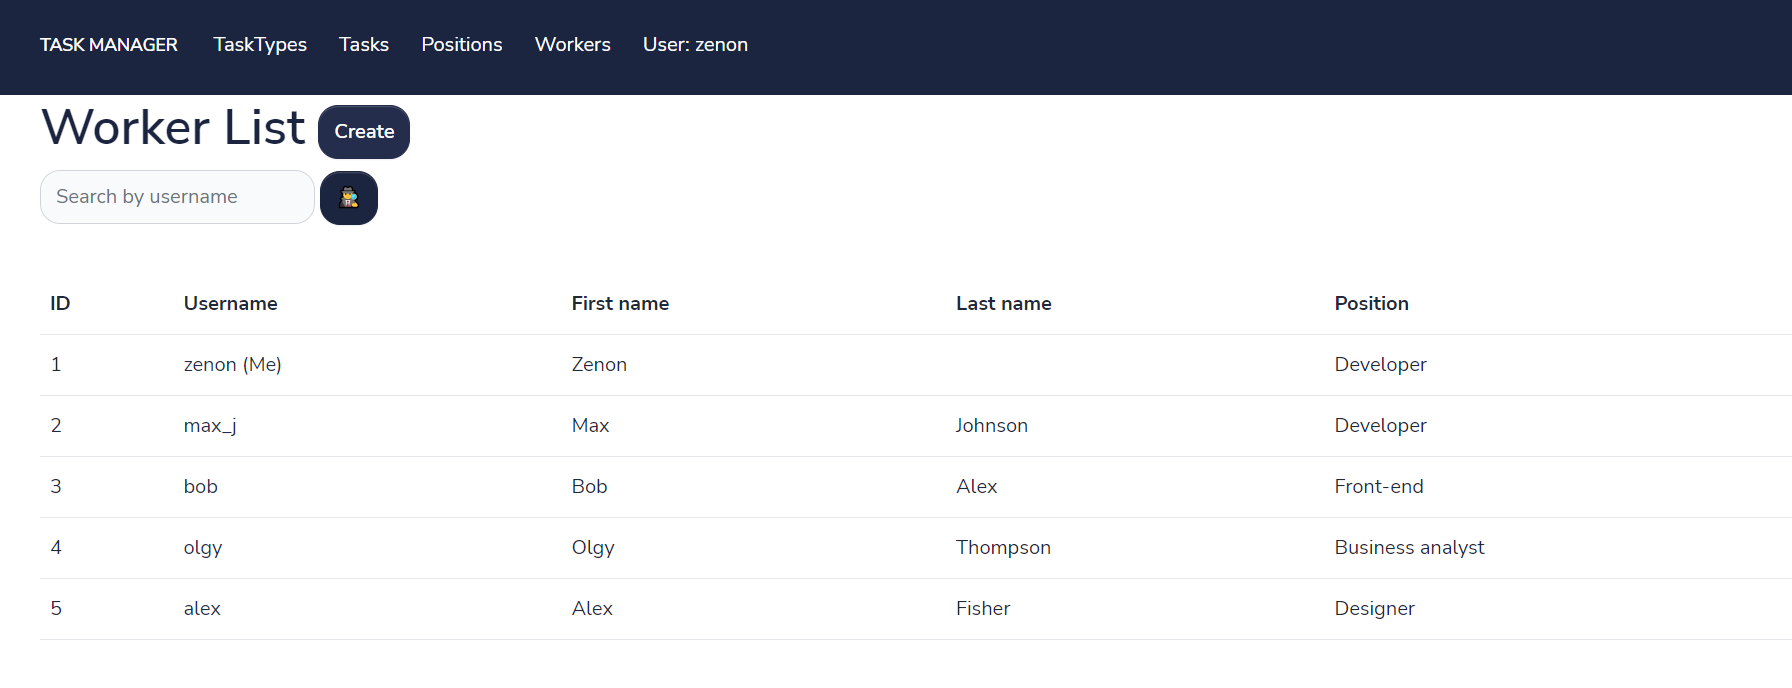 TASK MANAGER TaskTypes Tasks Positions Workers User: zenon
Worker List Create
Search by username
ID Username First name Last name Position
1 zenon (Me) Zenon Developer
2 max_j Max Johnson Developer
3 bob Bob Alex Front-end
4 olgy Olgy Thompson Business analyst
5 alex Alex Fisher Designer